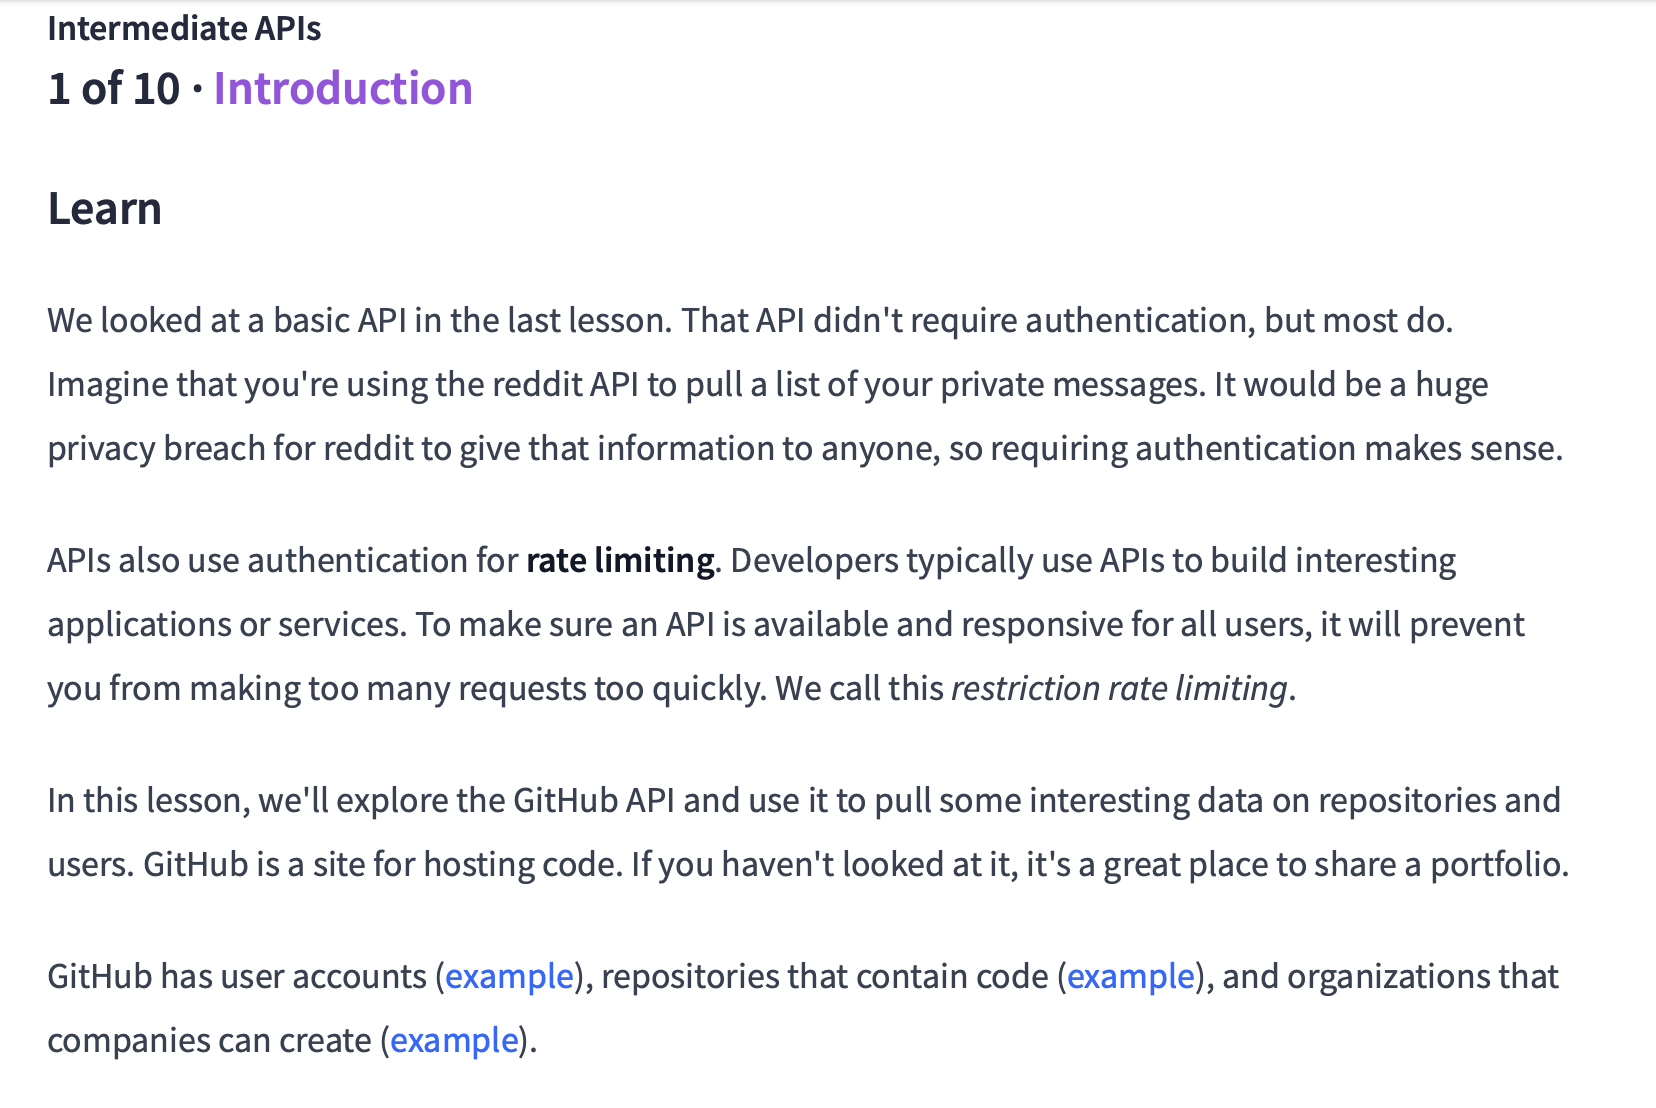 Intermediate APIs
1 of 10 · Introduction
Learn
We looked at a basic API in the last lesson. That API didn't require authentication, but most do.
Imagine that you're using the reddit API to pull a list of your private messages. It would be a huge
privacy breach for reddit to give that information to anyone, so requiring authentication makes sense.
APIs also use authentication for rate limiting. Developers typically use APIs to build interesting
applications or services. To make sure an API is available and responsive for all users, it will prevent
you from making too many requests too quickly. We call this restriction rate limiting.
In this lesson, we'll explore the GitHub API and use it to pull some interesting data on repositories and
users. GitHub is a site for hosting code. If you haven't looked at it, it's a great place to share a portfolio.
GitHub has user accounts (example), repositories that contain code (example), and organizations that
companies can create (example).